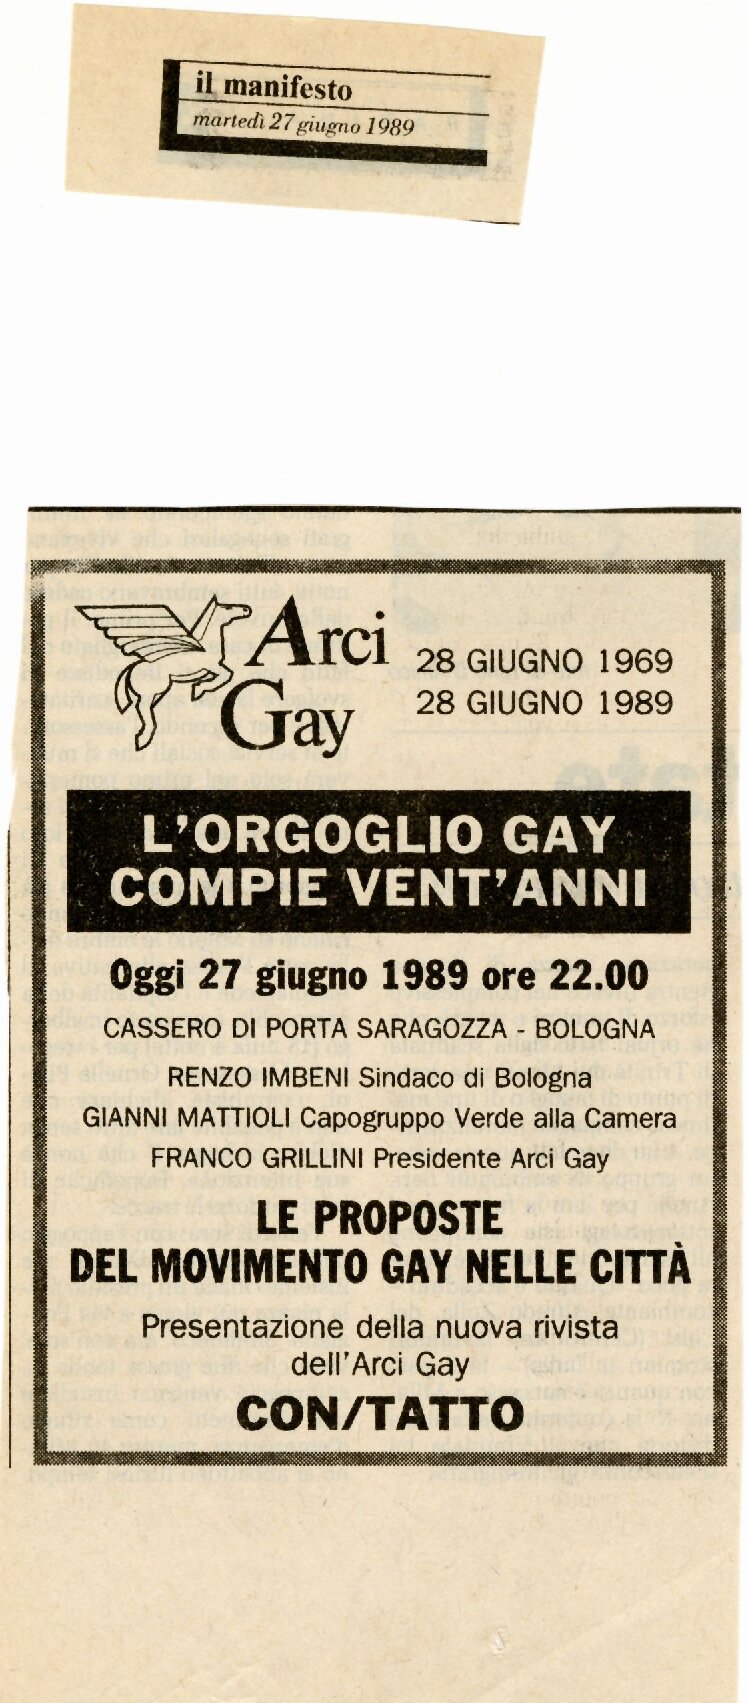 il manifesto
martedì 27 giugno 1989
Arci
Gay
28 GIUGNO 1969
28 GIUGNO 1989
L'ORGOGLIO GAY
COMPIE VENT'ANNI
Oggi 27 giugno 1989 ore 22.00
CASSERO DI PORTA SARAGOZZA - BOLOGNA
RENZO IMBENI Sindaco di Bologna
GIANNI MATTIOLI Capogruppo Verde alla Camera
FRANCO GRILLINI Presidente Arci Gay
LE PROPOSTE
DEL MOVIMENTO GAY NELLE CITTÀ
Presentazione della nuova rivista
dell'Arci Gay
CON/TATTO